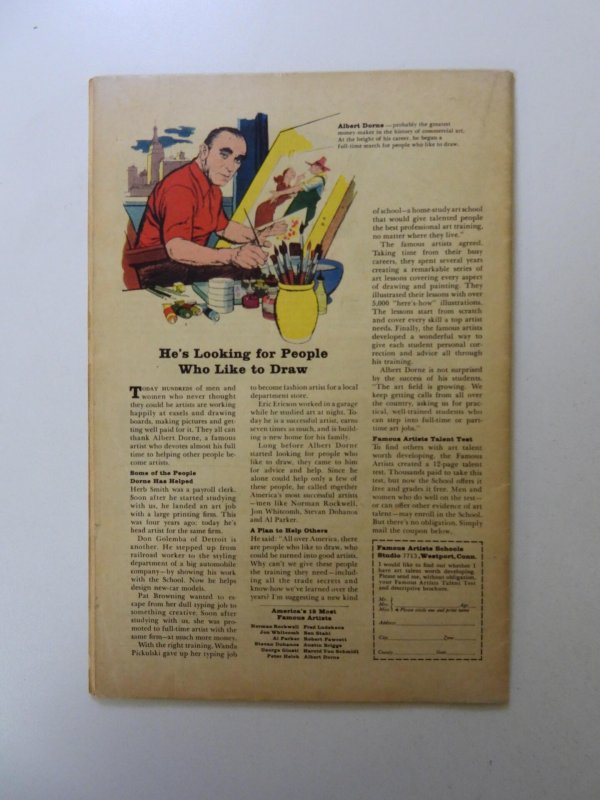 Albert Dorne — probably the greatest
money-maker in the history of commercial art.
At the height of his career, he began a
full-time search for people who like to draw.
He's Looking for People
Who Like to Draw
TODAY HUNDREDS of men and
women who never thought
they could be artists are working
happily at easels and drawing
boards, making pictures and get-
ting well paid for it. They all can
thank Albert Dorne, a famous
artist who devotes almost his full
time to helping other people be-
come artists.
Some of the People
Dorne Has Helped
Herb Smith was a payroll clerk.
Soon after he started studying
with us, he landed an art job
with a large printing firm. This
was four years ago; today he's
head artist for the same firm.
Don Golemba of Detroit is
another. He stepped up from
railroad worker to the styling
department of a big automobile
company—by showing his work
with the School. Now he helps
design new-car models.
Pat Browning wanted to es-
cape from her dull typing job to
something creative. Soon after
studying with us, she was pro-
moted to full-time artist with the
same firm—at much more money.
With the right training, Wanda
Pickulski gave up her typing job
to become fashion artist for a local
department store.
Eric Ericson worked in a garage
while he studied art at night. To-
day he is a successful artist, earns
seven times as much, and is build-
ing a new home for his family.
Long before Albert Dorne
started looking for people who
like to draw, they came to him
for advice and help. Since he
alone could help only a few of
these people, he called together
America's most successful artists
—men like Norman Rockwell,
Jon Whitcomb, Stevan Dohanos
and Al Parker.
A Plan to Help Others
He said: "All over America, there
are people who like to draw, who
could be turned into good artists.
Why can't we give these people
the training they need—includ-
ing all the trade secrets and
know how we've learned over the
years? I'm suggesting a new kind
America's 12 Most
Famous Artists
Norman Rockwell Fred Ludekens
Jon Whitcomb Ben Stahl
Al Parker Robert Fawcett
Stevan Dohanos Austin Briggs
George Giusti Harold Von Schmidt
Peter Helck Albert Dorne
of school—a home-study art school
that would give talented people
the best professional art training,
no matter where they live."
The famous artists agreed.
Taking time from their busy
careers, they spent several years
creating a remarkable series of
art lessons covering every aspect
of drawing and painting. They
illustrated their lessons with over
5,000 "here's-how" illustrations.
The lessons start from scratch
and cover every skill a top artist
needs. Finally, the famous artists
developed a wonderful way to
give each student personal cor-
rection and advice all through
his training.
Albert Dorne is not surprised
by the success of his students.
"The art field is growing. We
keep getting calls from all over
the country, asking us for prac-
tical, well-trained students who
can step into full-time or part-
time art jobs."
Famous Artists Talent Test
To find others with art talent
worth developing, the Famous
Artists created a 12-page talent
test. Thousands paid to take this
test, but now the School offers it
free and grades it free. Men and
women who do well on the test—
or can offer other evidence of art
talent—may enroll in the School.
But there's no obligation. Simply
mail the coupon below.
Famous Artists Schools
Studio 7713, Westport, Conn.
I would like to find out whether I
have art talent worth developing.
Please send me, without obligation,
your Famous Artists Talent Test
and descriptive brochure.
Mr.
Mrs. Age
Miss Please circle one and print name
Address
City Zone
County State